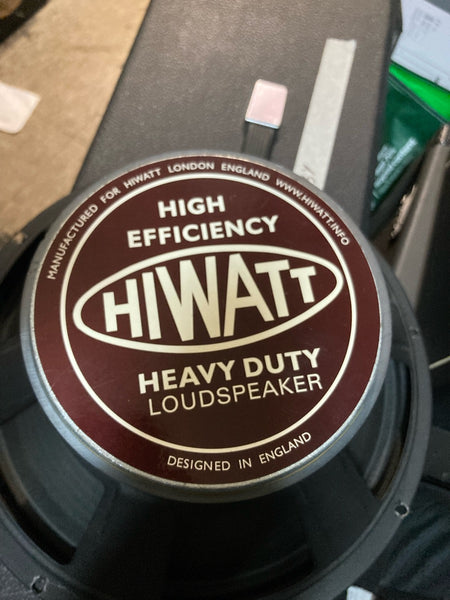 MANUFACTURED FOR HIWATT LONDON ENGLAND WWW.HIWATT.INFO
HIGH
EFFICIENCY
HIWATT
HEAVY DUTY
LOUDSPEAKER
DESIGNED IN ENGLAND